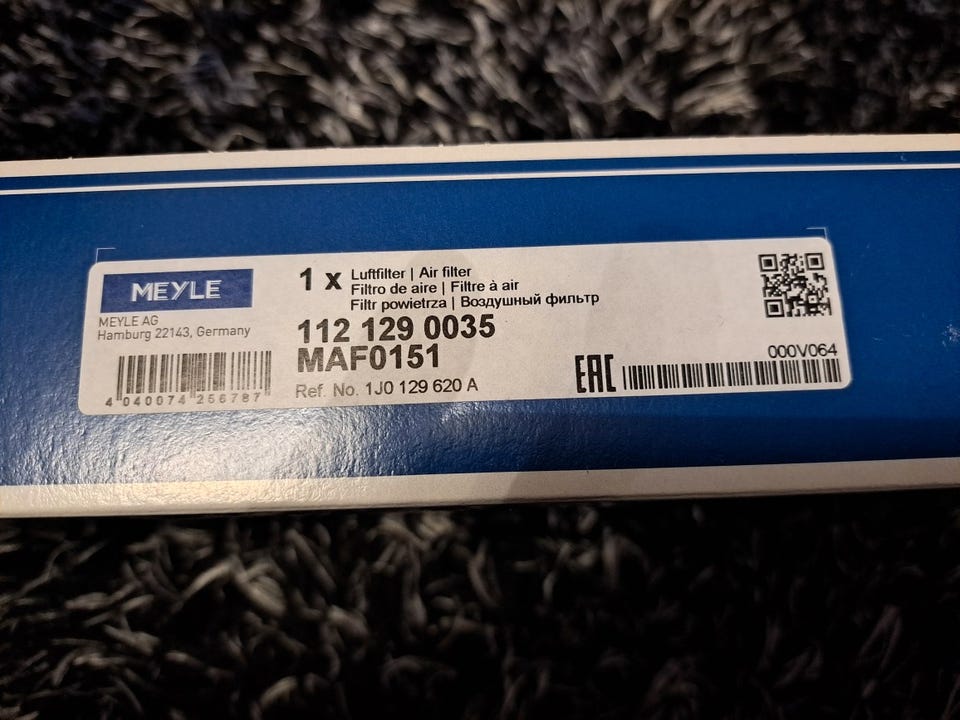 MEYLE
MEYLE AG
Hamburg 22143, Germany
4 040074 256787
1 x Luftfilter | Air filter
Filtro de aire | Filtre à air
Filtr powietrza | Воздушный фильтр
112 129 0035
MAF0151
Ref. No. 1J0 129 620 A
EAC
000V064